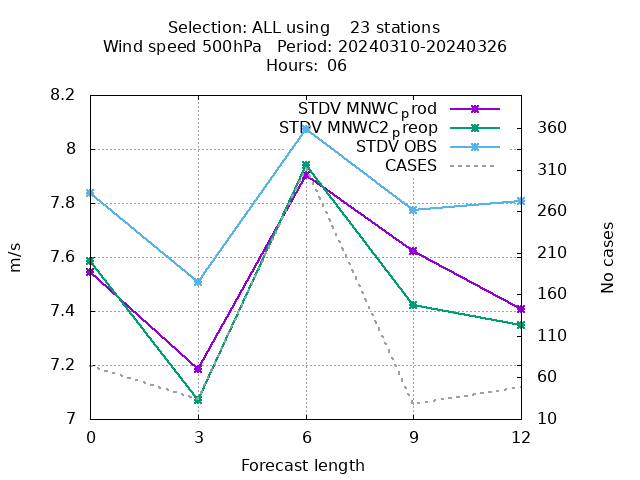 Selection: ALL using    23 stations
Wind speed 500hPa   Period: 20240310-20240326
Hours:  06
STDV MNWC_prod
STDV MNWC2_preop
STDV OBS
CASES
8.2
8
7.8
7.6
7.4
7.2
7
m/s
360
310
260
210
160
110
60
10
No cases
0 3 6 9 12
Forecast length